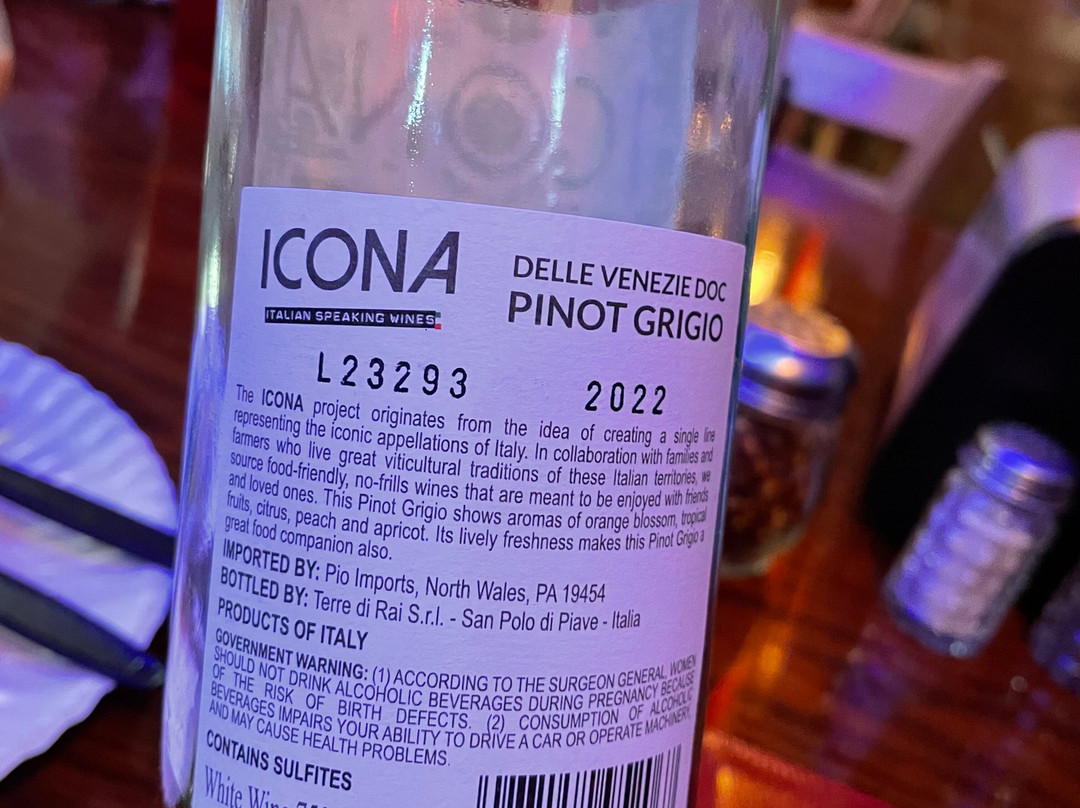 ICONA
ITALIAN SPEAKING WINES
DELLE VENEZIE DOC
PINOT GRIGIO
L23293
2022
The ICONA project originates from the idea of creating a single line
representing the iconic appellations of Italy. In collaboration with families and
farmers who live great viticultural traditions of these Italian territories, we
source food-friendly, no-frills wines that are meant to be enjoyed with friends
and loved ones. This Pinot Grigio shows aromas of orange blossom, tropical
fruits, citrus, peach and apricot. Its lively freshness makes this Pinot Grigio a
great food companion also.
IMPORTED BY: Pio Imports, North Wales, PA 19454
BOTTLED BY: Terre di Rai S.r.l. - San Polo di Piave - Italia
PRODUCTS OF ITALY
GOVERNMENT WARNING: (1) ACCORDING TO THE SURGEON GENERAL, WOMEN
SHOULD NOT DRINK ALCOHOLIC BEVERAGES DURING PREGNANCY BECAUSE
OF THE RISK OF BIRTH DEFECTS. (2) CONSUMPTION OF ALCOHOLIC
BEVERAGES IMPAIRS YOUR ABILITY TO DRIVE A CAR OR OPERATE MACHINERY,
AND MAY CAUSE HEALTH PROBLEMS.
CONTAINS SULFITES
White